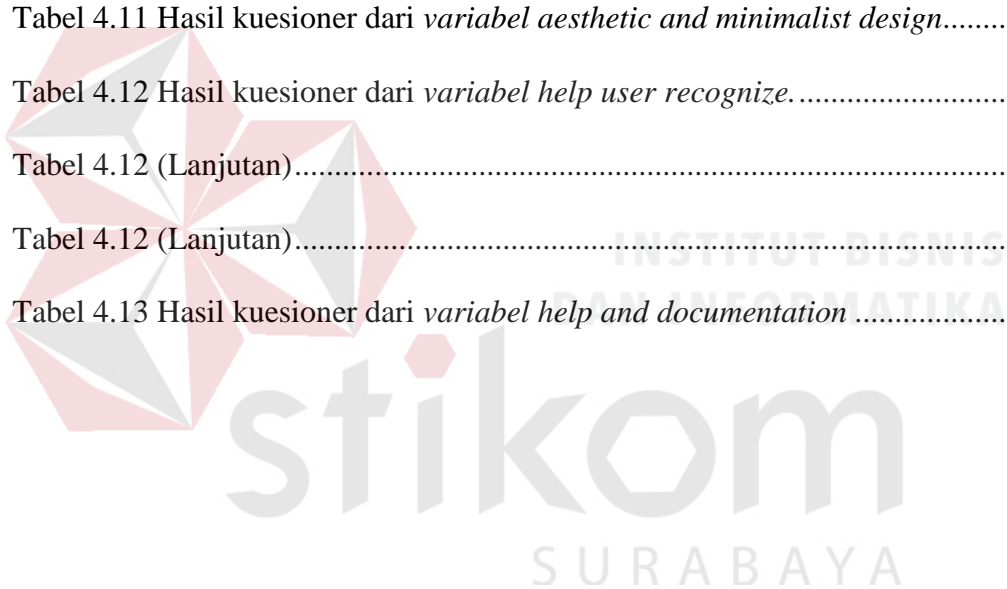 Tabel 4.11 Hasil kuesioner dari variabel aesthetic and minimalist design........
Tabel 4.12 Hasil kuesioner dari variabel help user recognize................................
Tabel 4.12 (Lanjutan)............................................................................................................
Tabel 4.12 (Lanjutan)............................................................................................................
INSTITUT BISNIS
Tabel 4.13 Hasil kuesioner dari variabel help and documentation ......................
DAN INFORMATIKA
stikom
SURABAYA